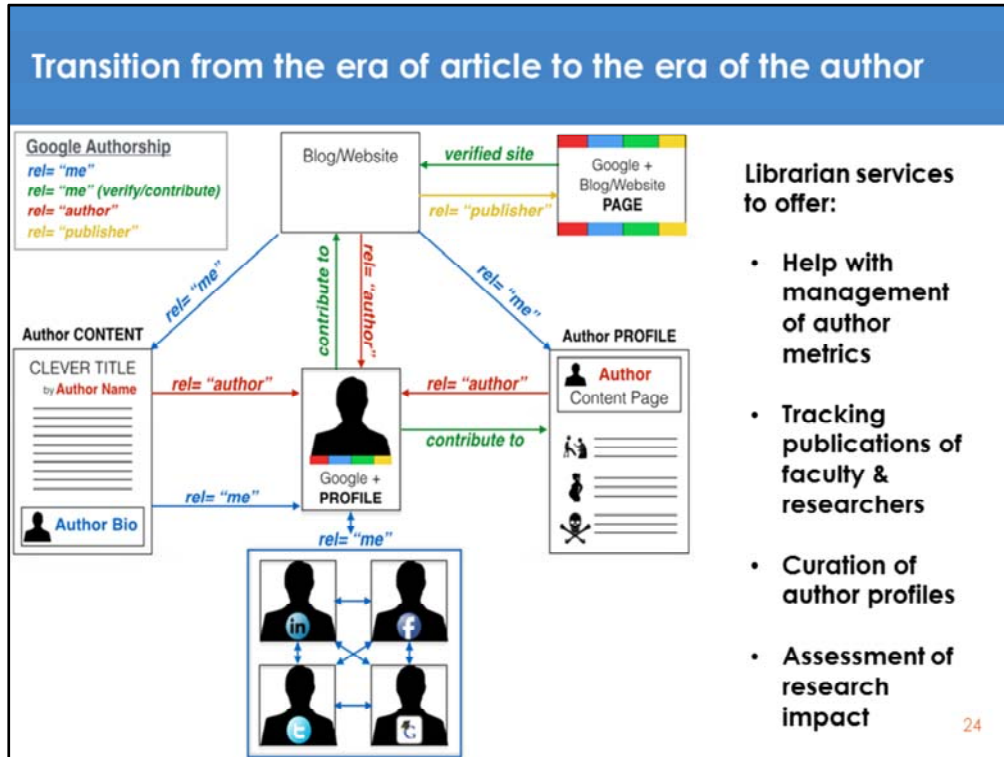 Transition from the era of article to the era of the author
Google Authorship
rel= “me”
rel= “me” (verify/contribute)
rel= “author”
rel= “publisher”
Blog/Website
verified site
rel= “publisher”
Google +
Blog/Website
PAGE
rel= “me”
contribute to
rel= “author”
rel= “me”
Author CONTENT
CLEVER TITLE
by Author Name
rel= “author”
rel= “me”
Author Bio
Google +
PROFILE
rel= “author”
contribute to
Author PROFILE
Author
Content Page
rel= “me”
in
f
t
G
Librarian services
to offer:
• Help with
management
of author
metrics
• Tracking
publications of
faculty &
researchers
• Curation of
author profiles
• Assessment of
research
impact
24